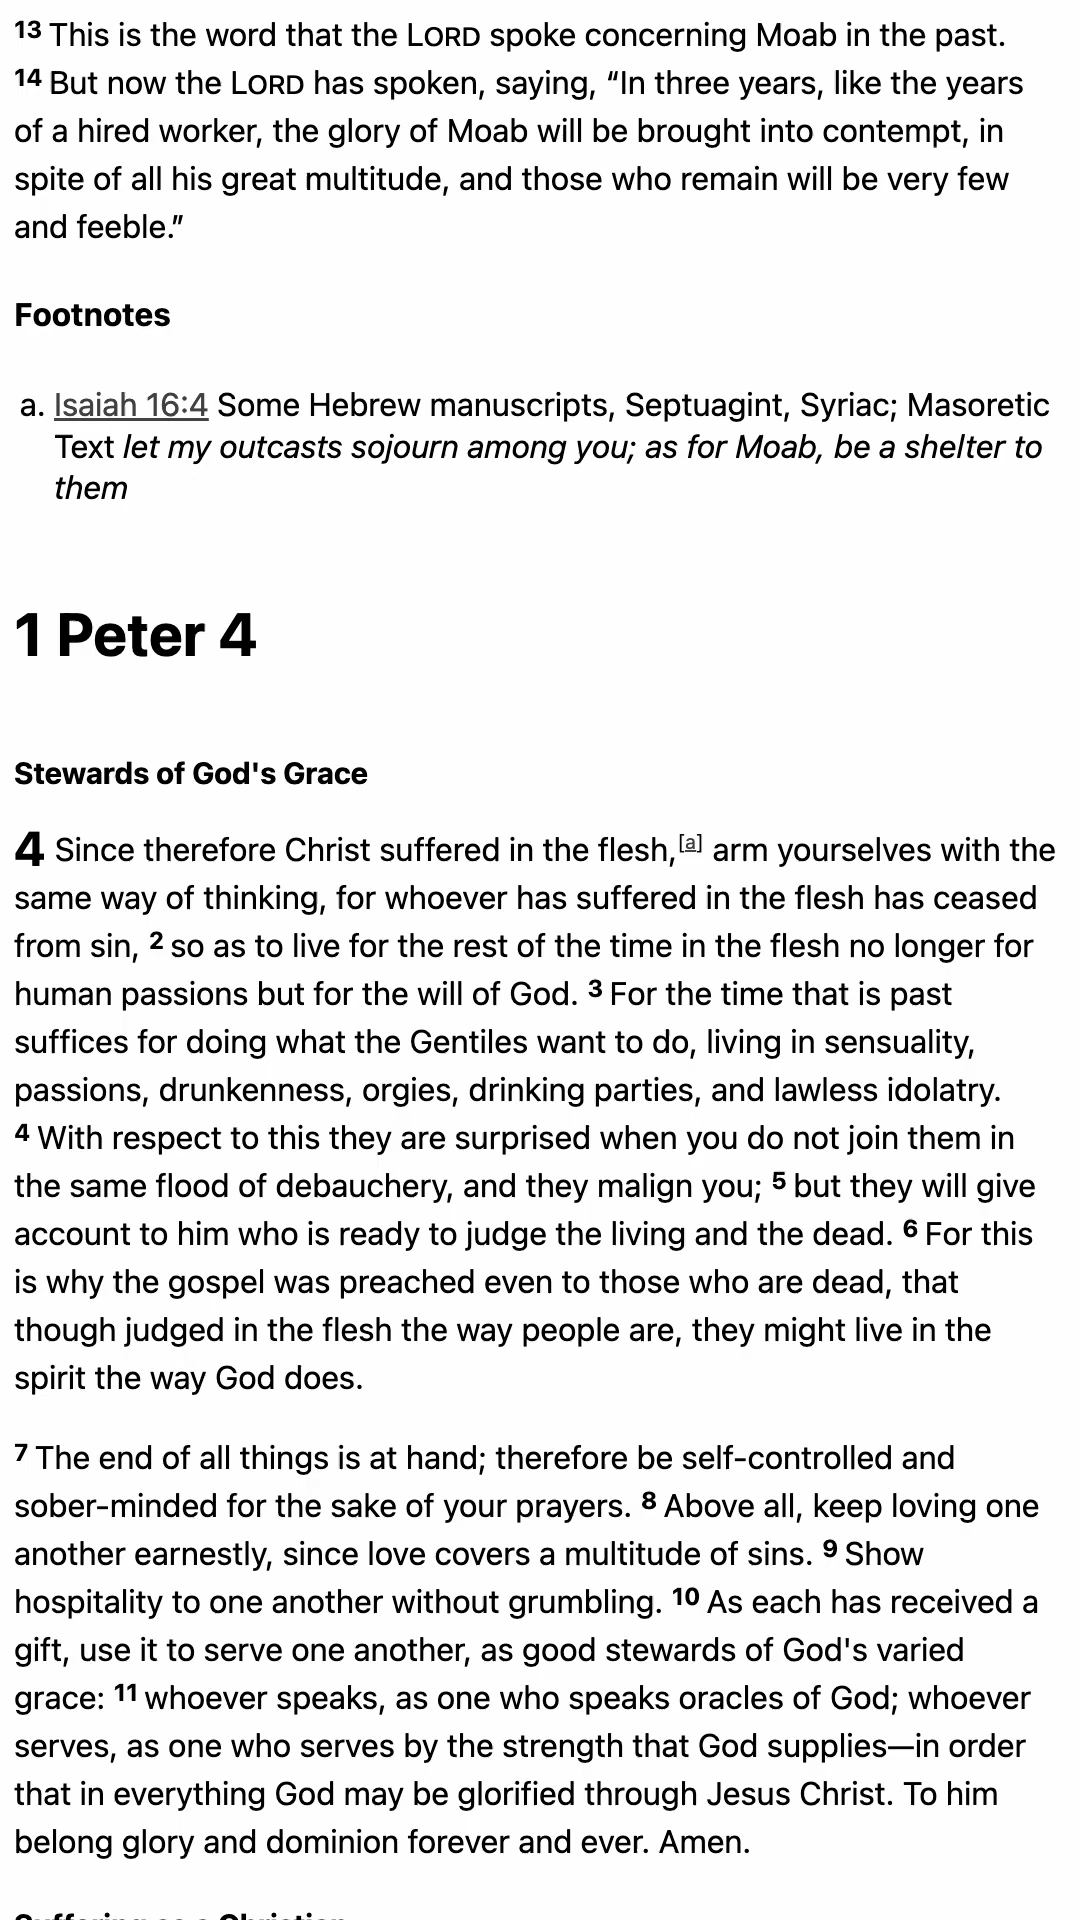 13 This is the word that the LORD spoke concerning Moab in the past.
14 But now the LORD has spoken, saying, “In three years, like the years
of a hired worker, the glory of Moab will be brought into contempt, in
spite of all his great multitude, and those who remain will be very few
and feeble.”
Footnotes
a. Isaiah 16:4 Some Hebrew manuscripts, Septuagint, Syriac; Masoretic
Text let my outcasts sojourn among you; as for Moab, be a shelter to
them
1 Peter 4
Stewards of God's Grace
4 Since therefore Christ suffered in the flesh,[a] arm yourselves with the
same way of thinking, for whoever has suffered in the flesh has ceased
from sin, 2 so as to live for the rest of the time in the flesh no longer for
human passions but for the will of God. 3 For the time that is past
suffices for doing what the Gentiles want to do, living in sensuality,
passions, drunkenness, orgies, drinking parties, and lawless idolatry.
4 With respect to this they are surprised when you do not join them in
the same flood of debauchery, and they malign you; 5 but they will give
account to him who is ready to judge the living and the dead. 6 For this
is why the gospel was preached even to those who are dead, that
though judged in the flesh the way people are, they might live in the
spirit the way God does.
7 The end of all things is at hand; therefore be self-controlled and
sober-minded for the sake of your prayers. 8 Above all, keep loving one
another earnestly, since love covers a multitude of sins. 9 Show
hospitality to one another without grumbling. 10 As each has received a
gift, use it to serve one another, as good stewards of God's varied
grace: 11 whoever speaks, as one who speaks oracles of God; whoever
serves, as one who serves by the strength that God supplies—in order
that in everything God may be glorified through Jesus Christ. To him
belong glory and dominion forever and ever. Amen.
Suffering as a Christian